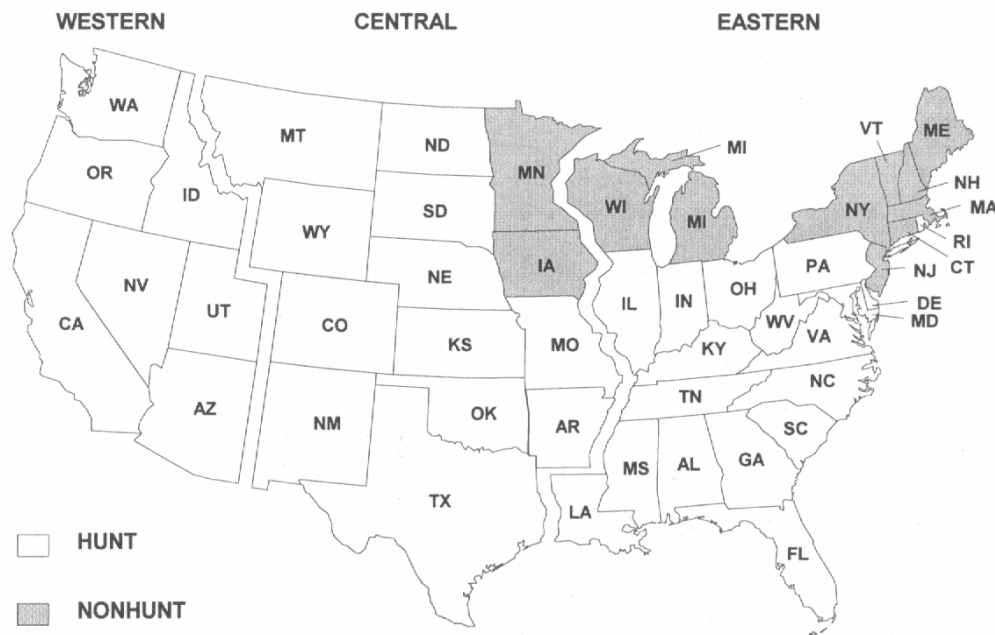 WESTERN CENTRAL EASTERN
WA
MT
ND
MN
MI
VT
ME
OR
ID
SD
WI
MI
NY
NH
MA
WY
RI
IA
PA
NJ
CT
NE
NV
UT
IL
IN
OH
DE
MD
CA
CO
KS
MO
WV
VA
KY
NC
TN
AZ
NM
OK
AR
SC
MS
AL
GA
TX
LA
FL
HUNT
NONHUNT